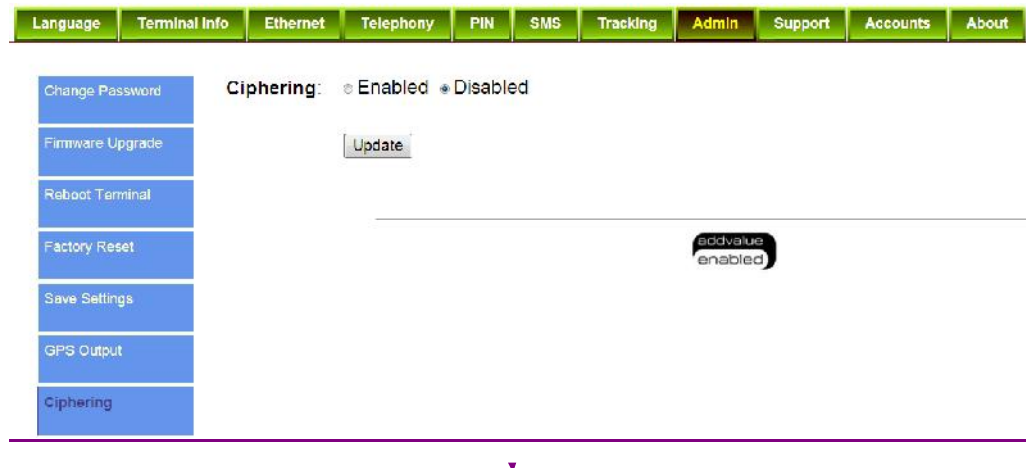 Language Terminal Info Ethernet Telephony PIN SMS Tracking Admin Support Accounts About
Change Password
Ciphering: Enabled Disabled
Firmware Upgrade
Update
Reboot Terminal
Factory Reset
addvalue
enabled
Save Settings
GPS Output
Ciphering